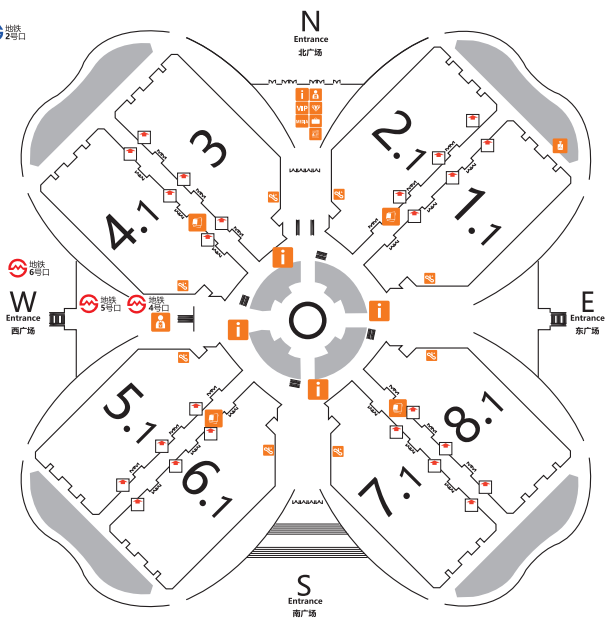 地铁
2号口
N
Entrance
北广场
i
VIP
3
2.1
4.1
1.1
i
地铁
6号口
W
Entrance
西广场
地铁
5号口
地铁
4号口
i
i
E
Entrance
东广场
i
5.1
8.1
6.1
7.1
S
Entrance
南广场